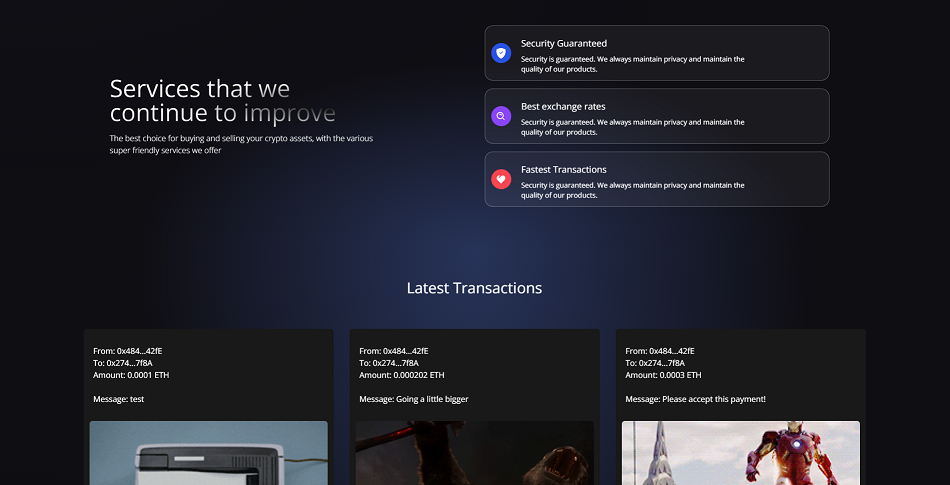 Services that we
continue to improve
The best choice for buying and selling your crypto assets, with the various
super friendly services we offer
Security Guaranteed
Security is guaranteed. We always maintain privacy and maintain the
quality of our products.
Best exchange rates
Security is guaranteed. We always maintain privacy and maintain the
quality of our products.
Fastest Transactions
Security is guaranteed. We always maintain privacy and maintain the
quality of our products.
Latest Transactions
From: 0x484...42fE
To: 0x274...7f8A
Amount: 0.0001 ETH
Message: test
From: 0x484...42fE
To: 0x274...7f8A
Amount: 0.000202 ETH
Message: Going a little bigger
From: 0x484...42fE
To: 0x274...7f8A
Amount: 0.0003 ETH
Message: Please accept this payment!